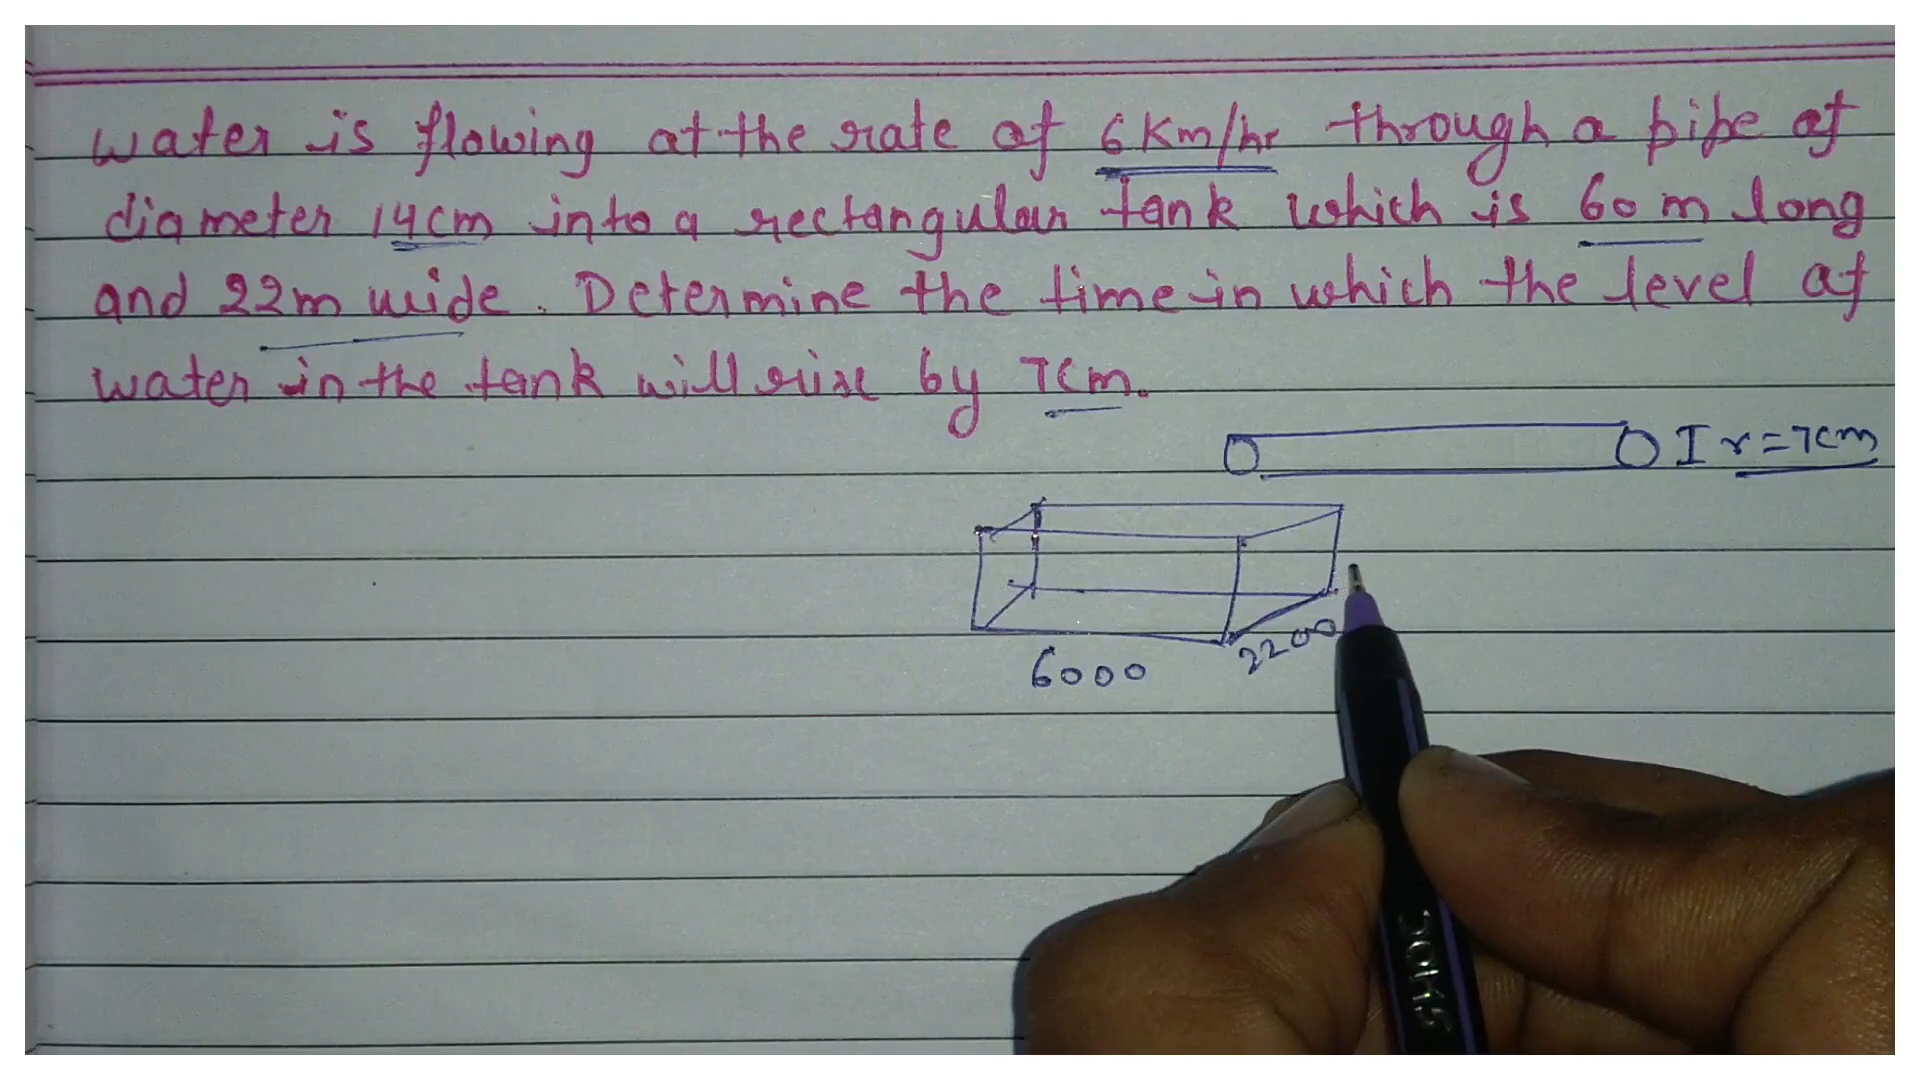 water is flowing at the rate of 6 Km/hr through a pipe of
diameter 14cm into a rectangular tank which is 60 m long
and 22m wide. Determine the time in which the level of
water in the tank will rise by 7cm.
r = 7cm
6000
2200